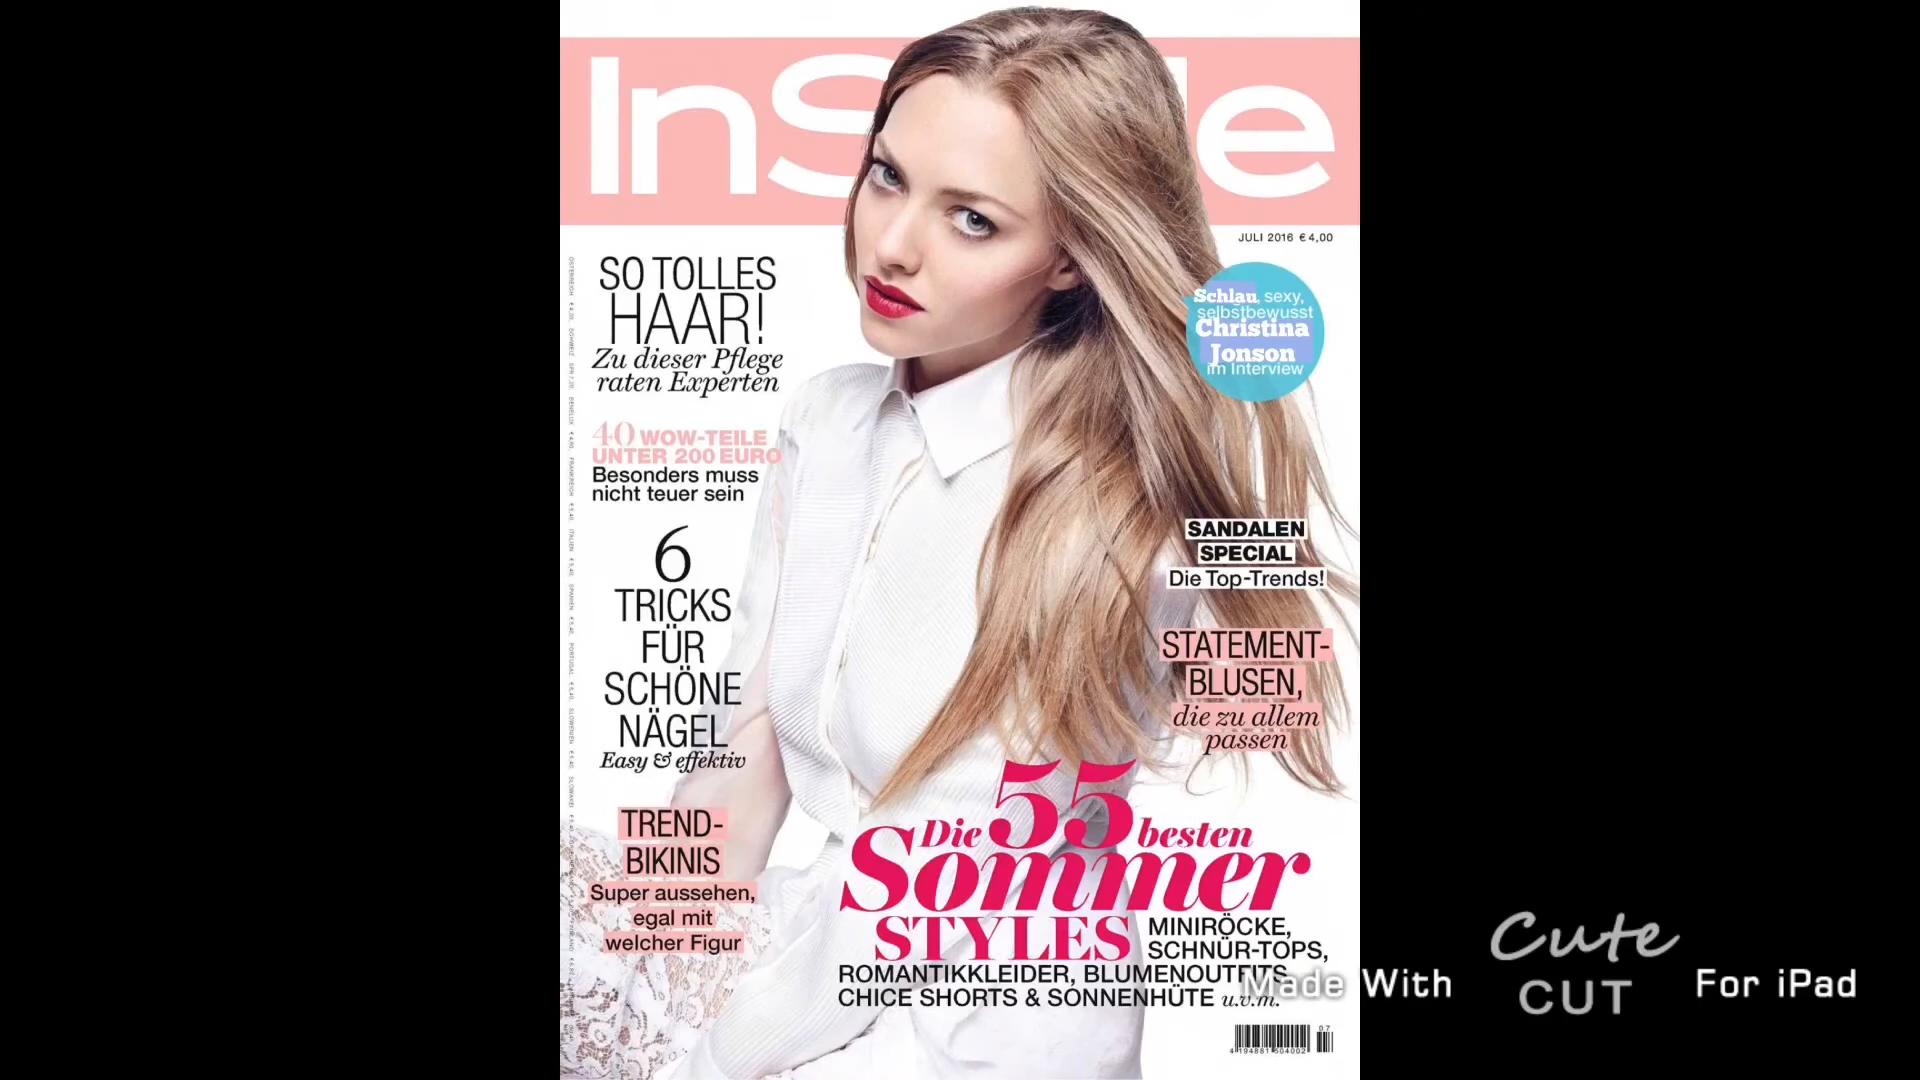 InStyle
JULI 2016 € 4,00
SO TOLLES
HAAR!
Zu dieser Pflege
raten Experten
40 WOW-TEILE
UNTER 200 EURO
Besonders muss
nicht teuer sein
6
TRICKS
FÜR
SCHÖNE
NÄGEL
Easy & effektiv
TREND-
BIKINIS
Super aussehen,
egal mit
welcher Figur
Schlau, sexy,
selbstbewusst
Christina
Jonson
im Interview
SANDALEN
SPECIAL
Die Top-Trends!
STATEMENT-
BLUSEN,
die zu allem
passen
Die 55 besten
Sommer
STYLES
MINIRÖCKE,
SCHNÜR-TOPS,
ROMANTIKKLEIDER, BLUMENOUTFITS,
CHICE SHORTS & SONNENHÜTE u.v.m.
Made With Cute CUT For iPad
07
4 194881 504002